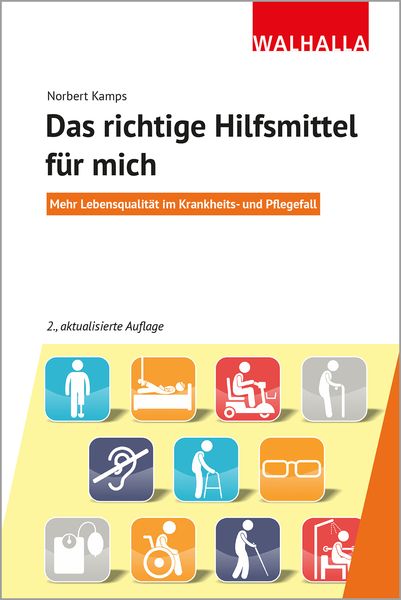 WALHALLA
Norbert Kamps
Das richtige Hilfsmittel
für mich
Mehr Lebensqualität im Krankheits- und Pflegefall
2., aktualisierte Auflage